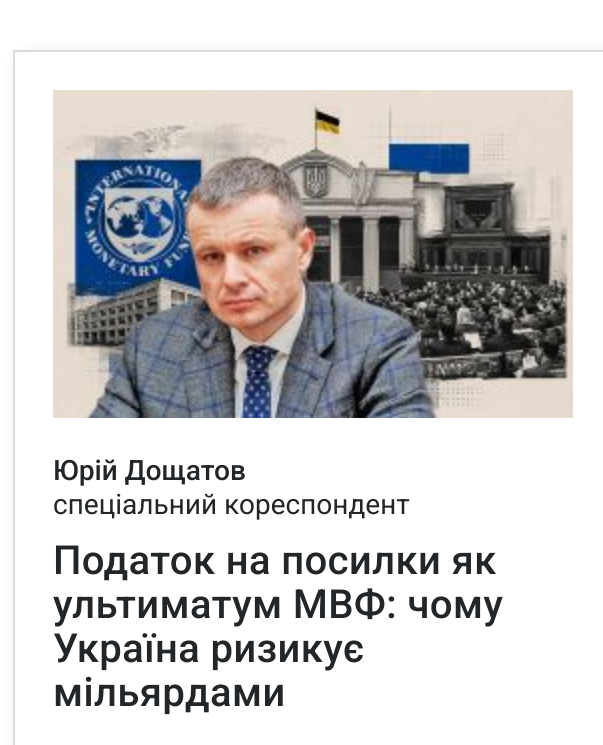 INTERNATIONAL
MONETARY FUND
Юрій Дощатов
спеціальний кореспондент
Податок на посилки як
ультиматум МВФ: чому
Україна ризикує
мільярдами